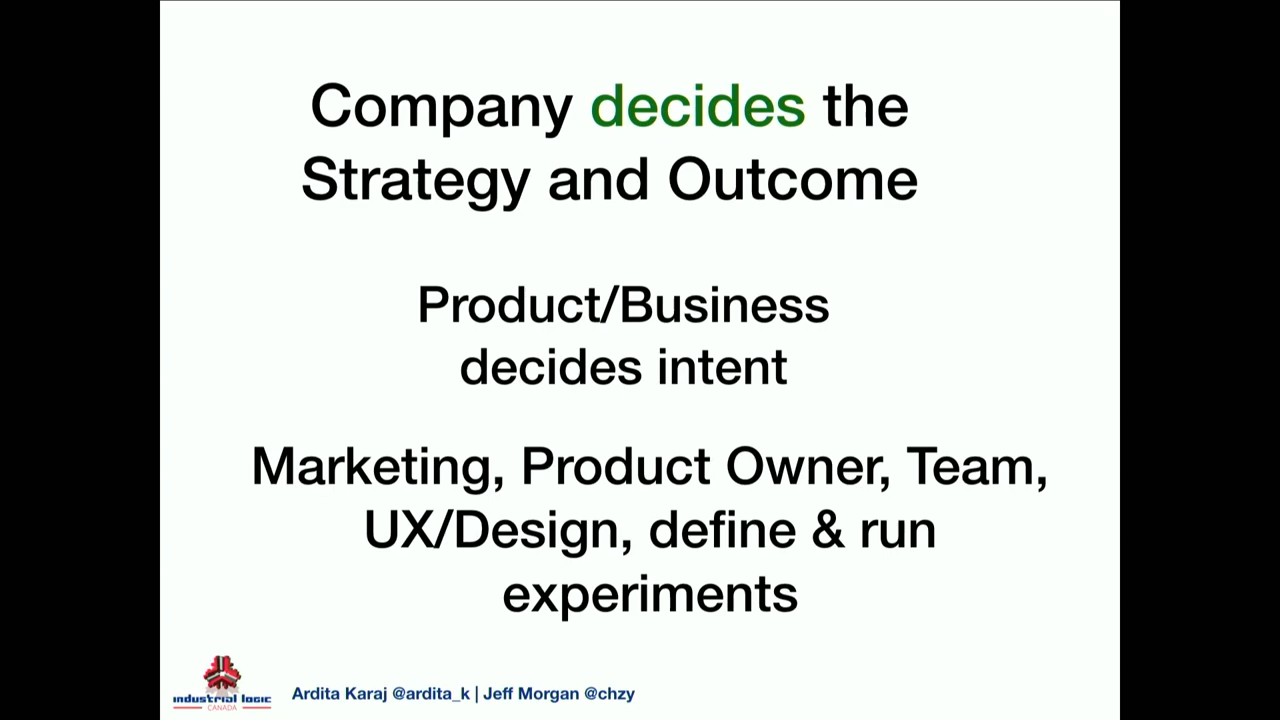 Company decides the
Strategy and Outcome
Product/Business
decides intent
Marketing, Product Owner, Team,
UX/Design, define & run
experiments
industrial logic
CANADA
Ardita Karaj @ardita_k | Jeff Morgan @chzy